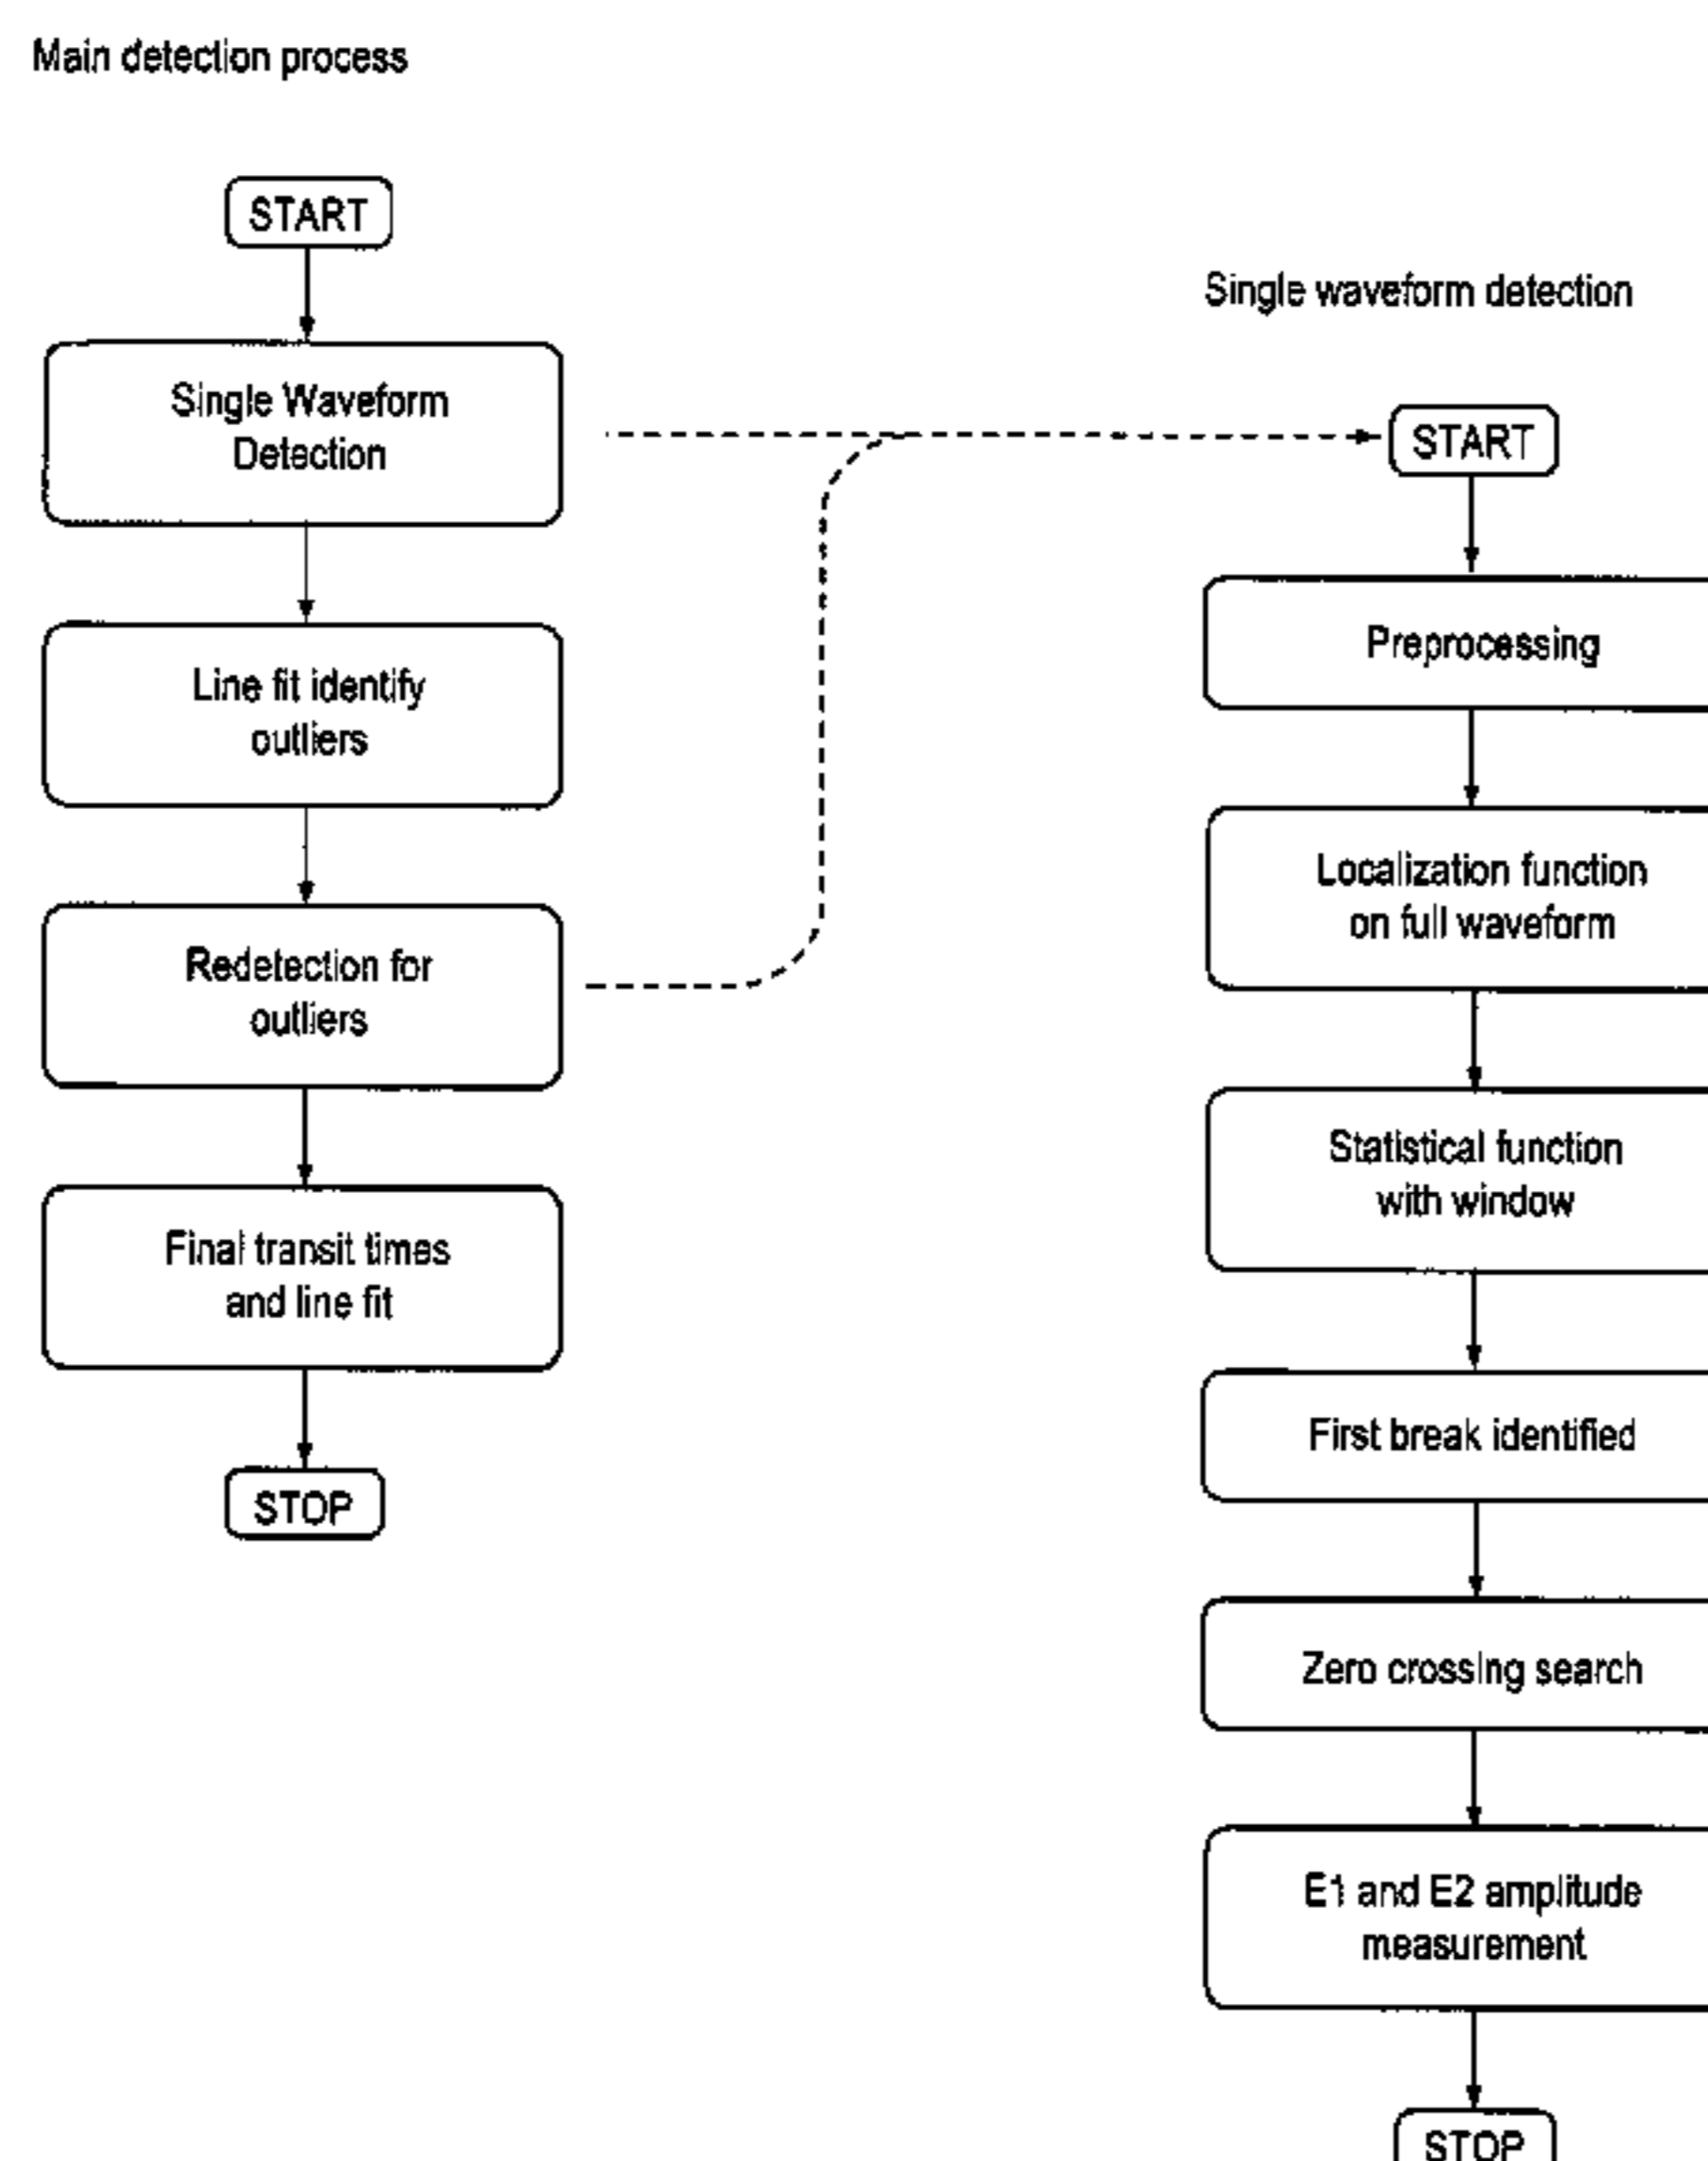 Main detection process
START
Single Waveform
Detection
Line fit identify
outliers
Redetection for
outliers
Final transit times
and line fit
STOP
Single waveform detection
START
Preprocessing
Localization function
on full waveform
Statistical function
with window
First break identified
Zero crossing search
E1 and E2 amplitude
measurement
STOP